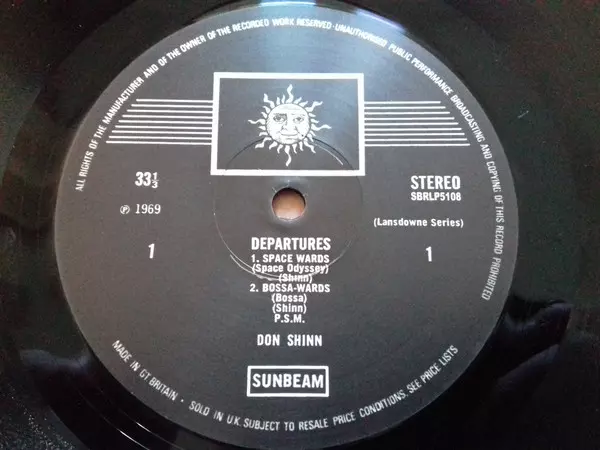 ALL RIGHTS OF THE MANUFACTURER AND OF THE OWNER OF THE RECORDED WORK RESERVED · UNAUTHORISED PUBLIC PERFORMANCE BROADCASTING AND COPYING OF THIS RECORD PROHIBITED
33⅓
STEREO
SBRLP5108
℗ 1969
(Lansdowne Series)
1
1
DEPARTURES
1. SPACE WARDS
(Space Odyssey)
(Shinn)
2. BOSSA-WARDS
(Bossa)
(Shinn)
P.S.M.
DON SHINN
SUNBEAM
MADE IN GT BRITAIN · SOLD IN U.K. SUBJECT TO RESALE PRICE CONDITIONS. SEE PRICE LISTS